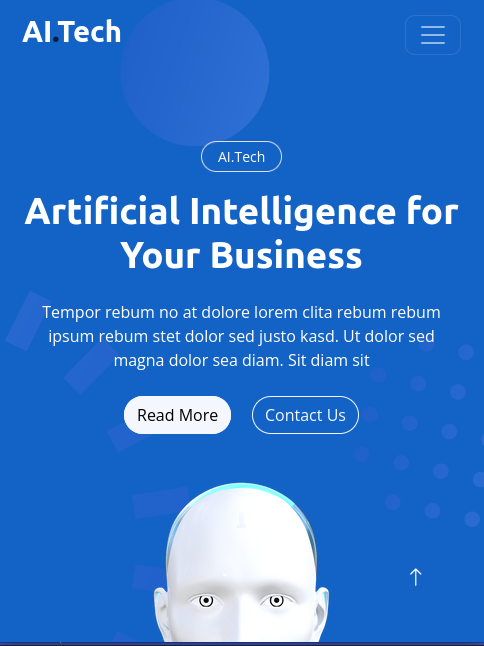 AI.Tech
AI.Tech
Artificial Intelligence for
Your Business
Tempor rebum no at dolore lorem clita rebum rebum
ipsum rebum stet dolor sed justo kasd. Ut dolor sed
magna dolor sea diam. Sit diam sit
Read More Contact Us